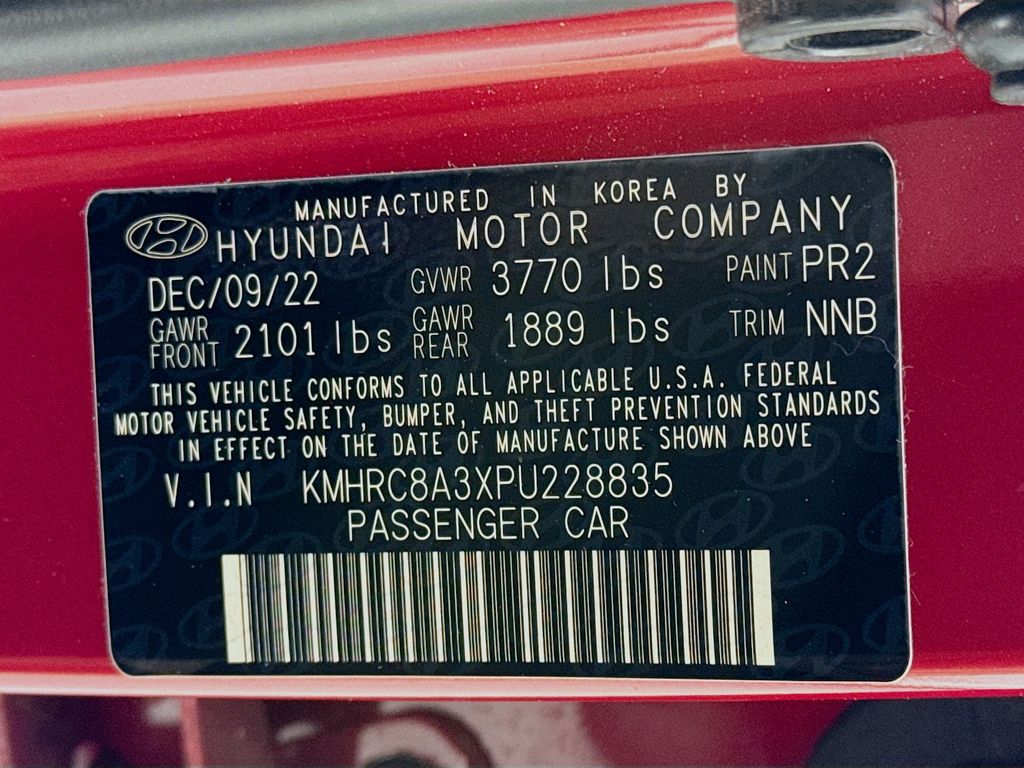 MANUFACTURED IN KOREA BY
HYUNDAI MOTOR COMPANY
DEC/09/22 GVWR 3770 lbs PAINT PR2
GAWR FRONT 2101 lbs GAWR REAR 1889 lbs TRIM NNB
THIS VEHICLE CONFORMS TO ALL APPLICABLE U.S.A. FEDERAL
MOTOR VEHICLE SAFETY, BUMPER, AND THEFT PREVENTION STANDARDS
IN EFFECT ON THE DATE OF MANUFACTURE SHOWN ABOVE
V.I.N KMHRC8A3XPU228835
PASSENGER CAR